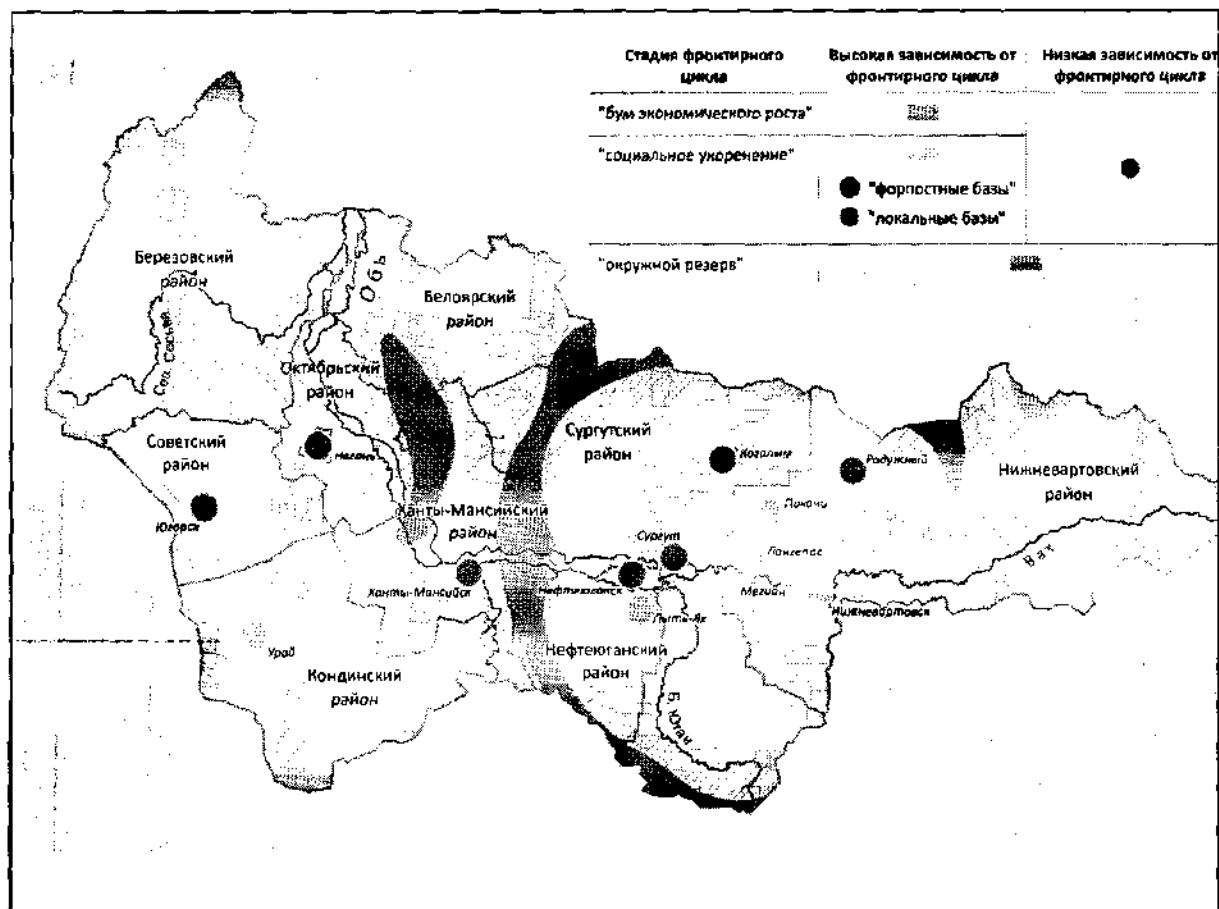 Стадия фронтирного
цикла
Высокая зависимость от
фронтирного цикла
Низкая зависимость от
фронтирного цикла
"бум экономического роста"
"социальное укоренение"
"форпостные базы"
"локальные базы"
"окружной резерв"
Березовский
район
Обь
Белоярский
район
Сев. Сосьва
Октябрьский
район
Советский
район
Нягань
Сургутский
район
Когалым
Радужный
Нижневартовский
район
Югорск
Ханты-Мансийский
район
Покачи
Сургут
Лангепас
Вах
Ханты-Мансийск
Нефтеюганск
Мегион
Нижневартовск
Пыть-Ях
Урай
Кондинский
район
Нефтеюганский
район
Б. Юган